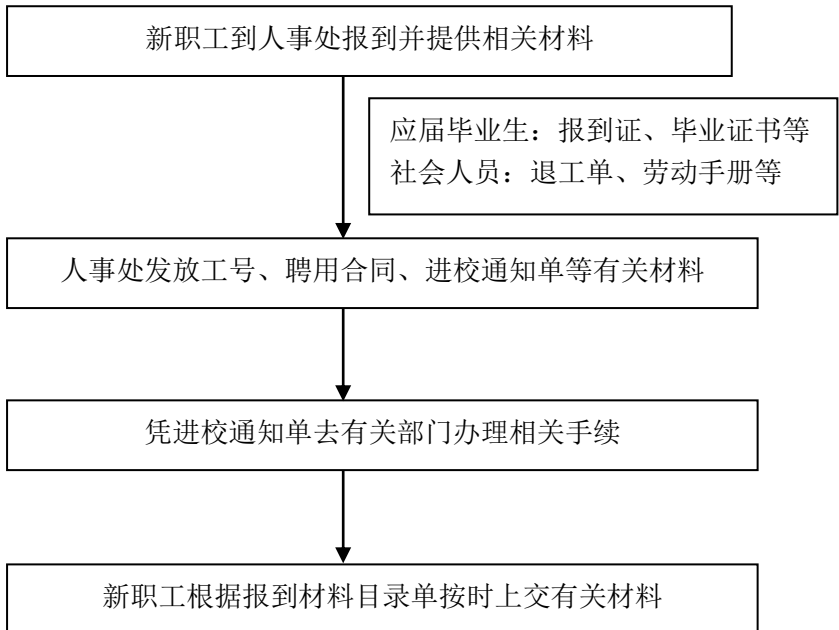 新职工到人事处报到并提供相关材料
应届毕业生：报到证、毕业证书等
社会人员：退工单、劳动手册等
人事处发放工号、聘用合同、进校通知单等有关材料
凭进校通知单去有关部门办理相关手续
新职工根据报到材料目录单按时上交有关材料